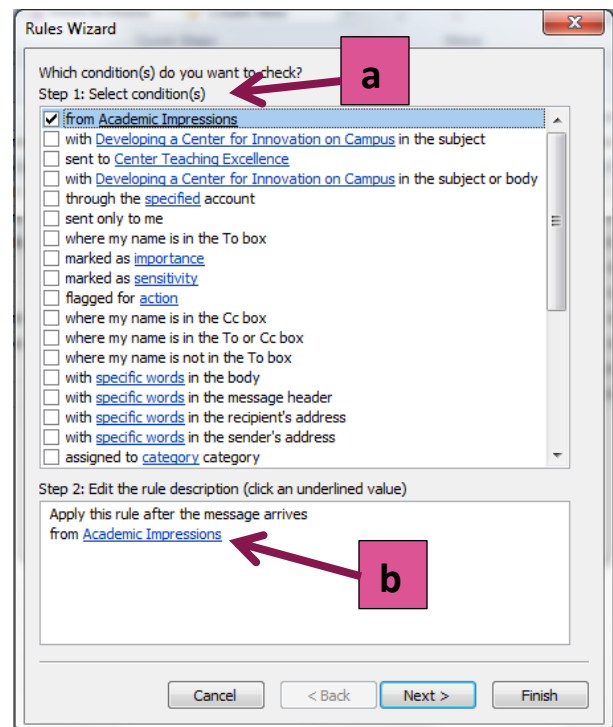 Rules Wizard
Which condition(s) do you want to check?
Step 1: Select condition(s)
a
from Academic Impressions
with Developing a Center for Innovation on Campus in the subject
sent to Center Teaching Excellence
with Developing a Center for Innovation on Campus in the subject or body
through the specified account
sent only to me
where my name is in the To box
marked as importance
marked as sensitivity
flagged for action
where my name is in the Cc box
where my name is in the To or Cc box
where my name is not in the To box
with specific words in the body
with specific words in the message header
with specific words in the recipient's address
with specific words in the sender's address
assigned to category category
Step 2: Edit the rule description (click an underlined value)
Apply this rule after the message arrives
from Academic Impressions
b
Cancel < Back Next > Finish